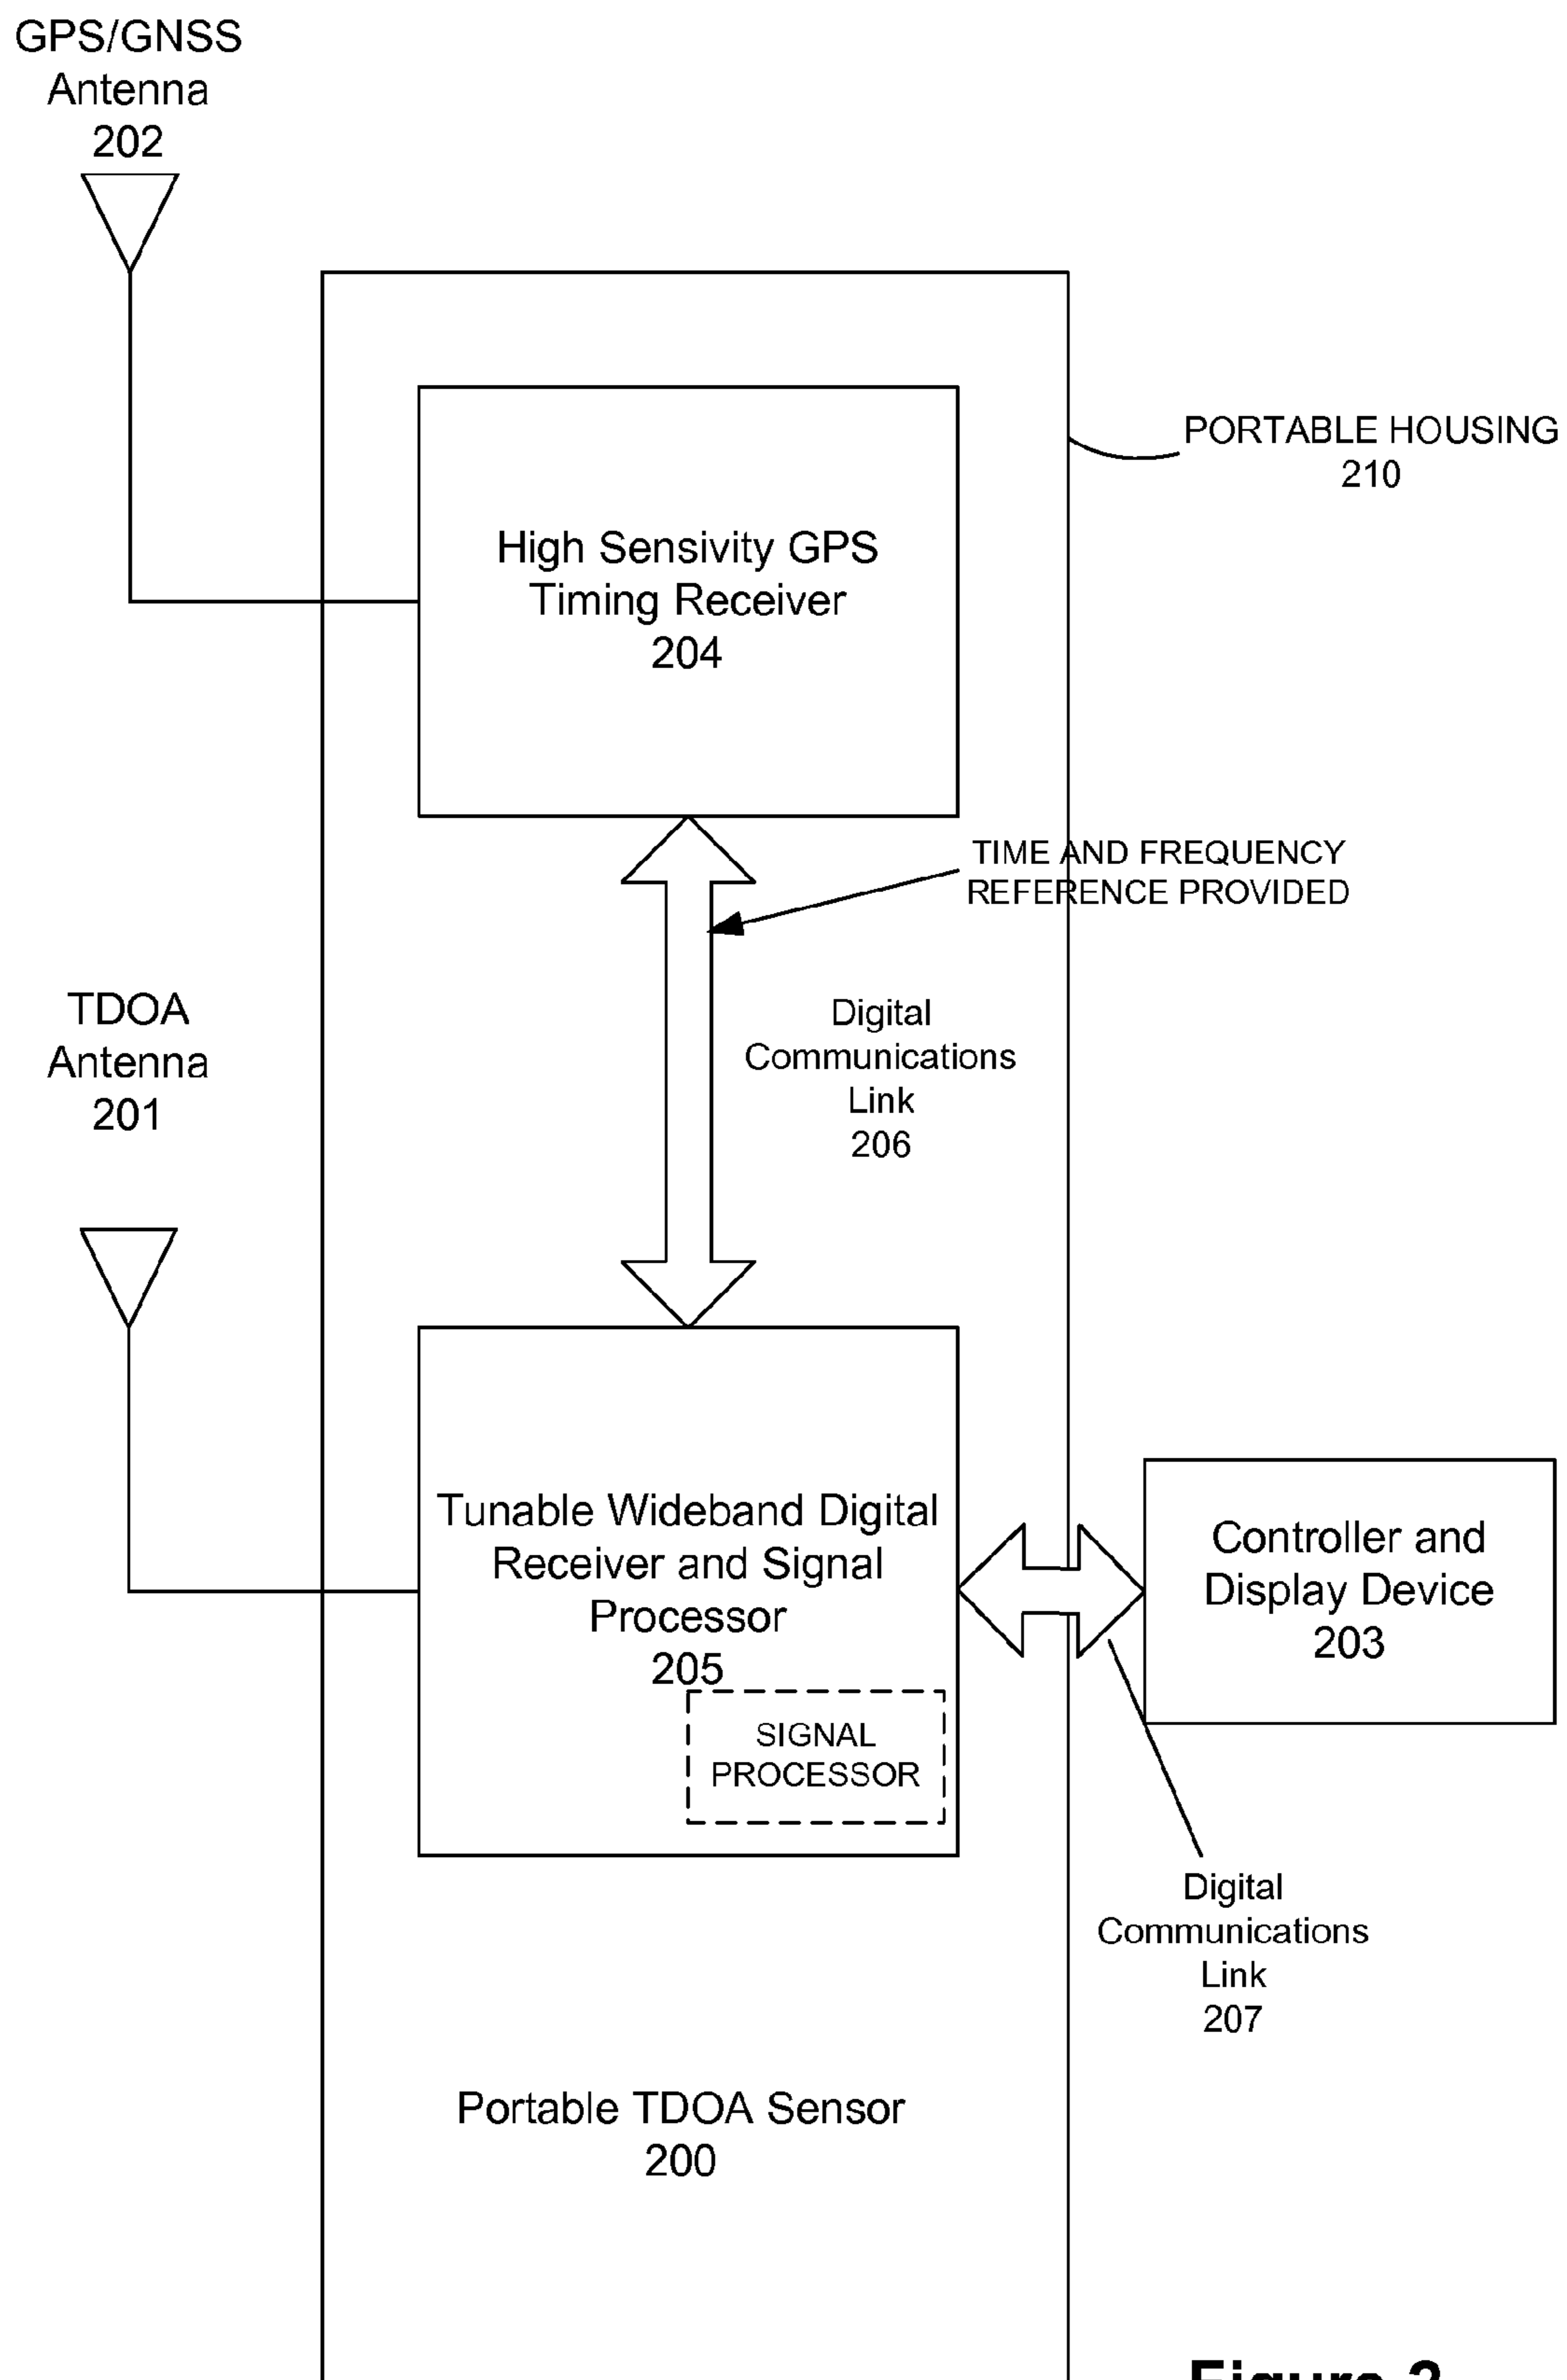 GPS/GNSS
Antenna
202
PORTABLE HOUSING
210
High Sensivity GPS
Timing Receiver
204
TIME AND FREQUENCY
REFERENCE PROVIDED
TDOA
Antenna
201
Digital
Communications
Link
206
Tunable Wideband Digital
Receiver and Signal
Processor
205
SIGNAL
PROCESSOR
Controller and
Display Device
203
Digital
Communications
Link
207
Portable TDOA Sensor
200
Figure 2